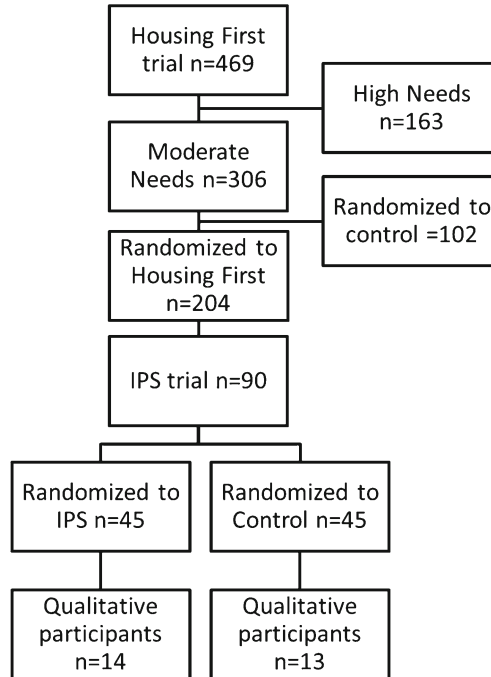 Housing First
trial n=469
High Needs
n=163
Moderate
Needs n=306
Randomized to
control =102
Randomized to
Housing First
n=204
IPS trial n=90
Randomized to
IPS n=45
Randomized to
Control n=45
Qualitative
participants
n=14
Qualitative
participants
n=13